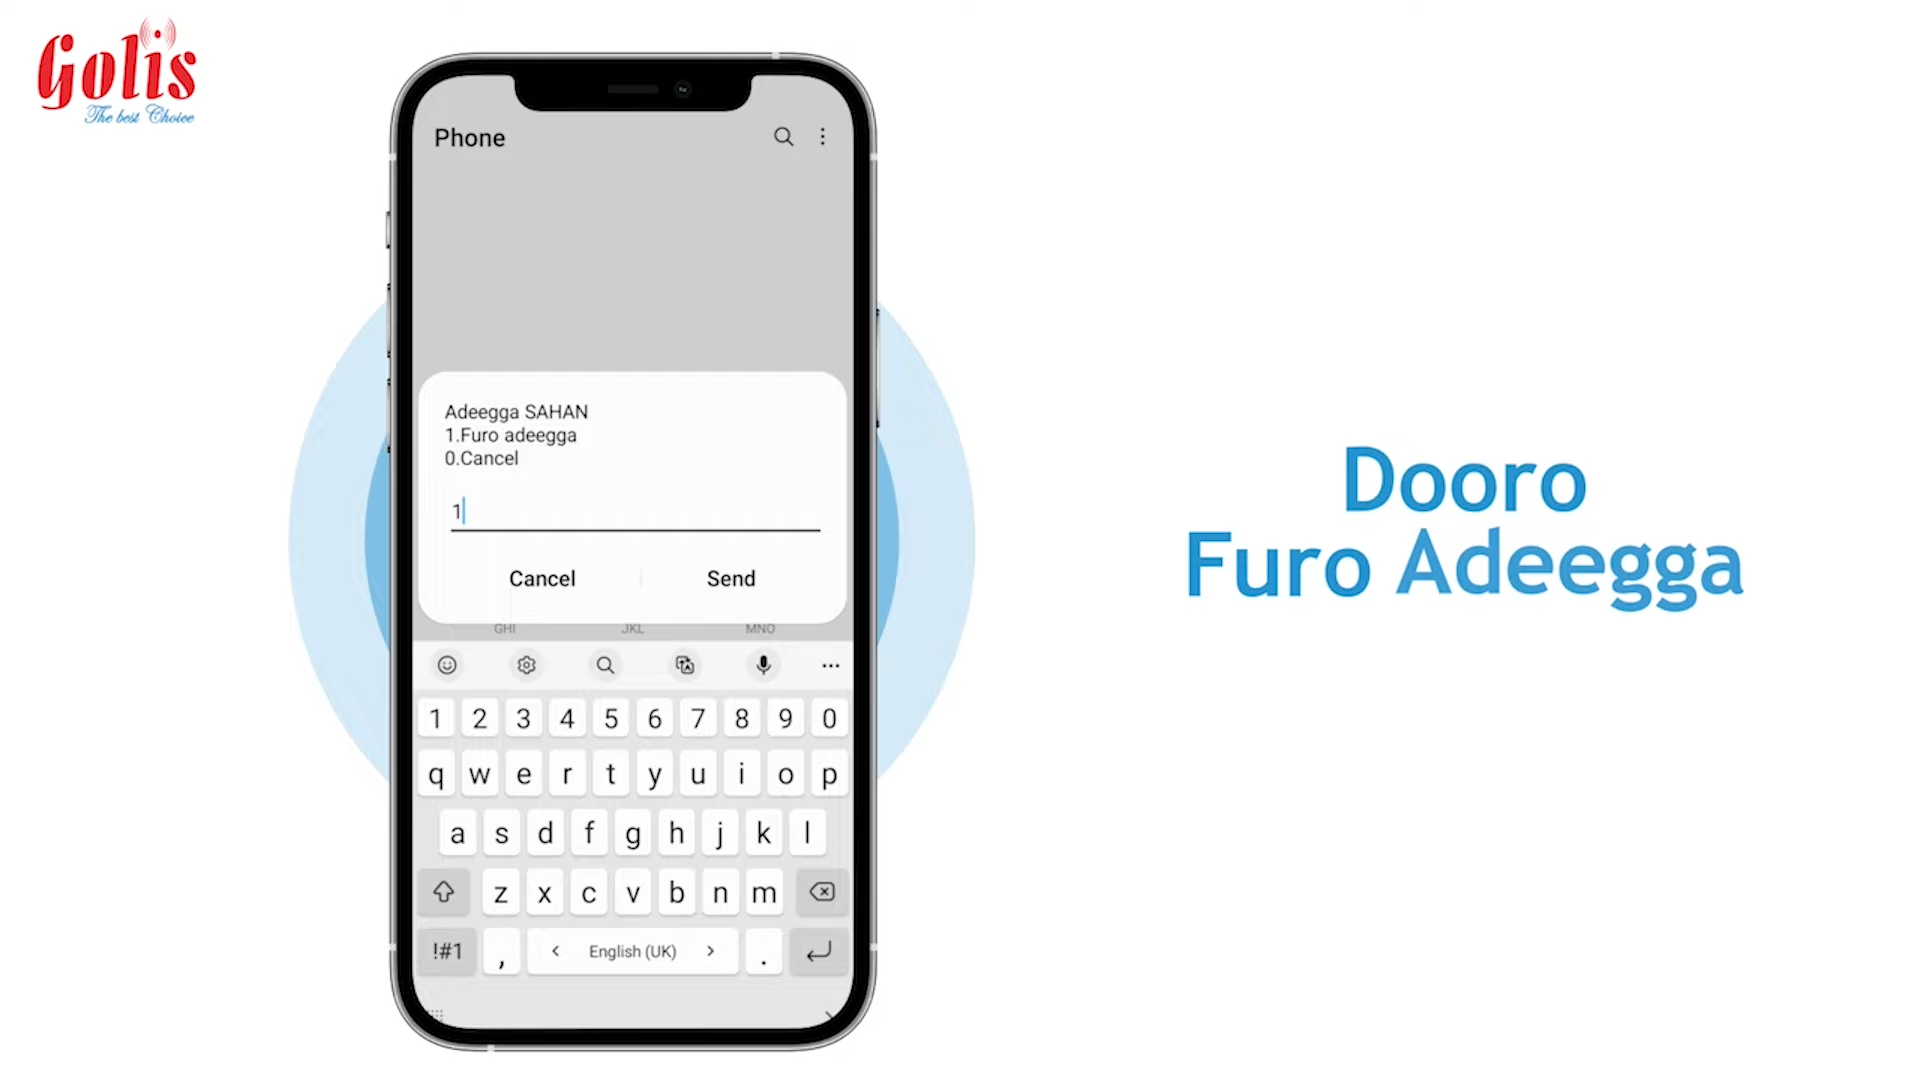 Golis
The best Choice
Phone
Adeegga SAHAN
1.Furo adeegga
0.Cancel
1
Cancel
Send
GHI
JKL
MNO
1 2 3 4 5 6 7 8 9 0
q w e r t y u i o p
a s d f g h j k l
z x c v b n m
!#1 , < English (UK) > .
Dooro
Furo Adeegga